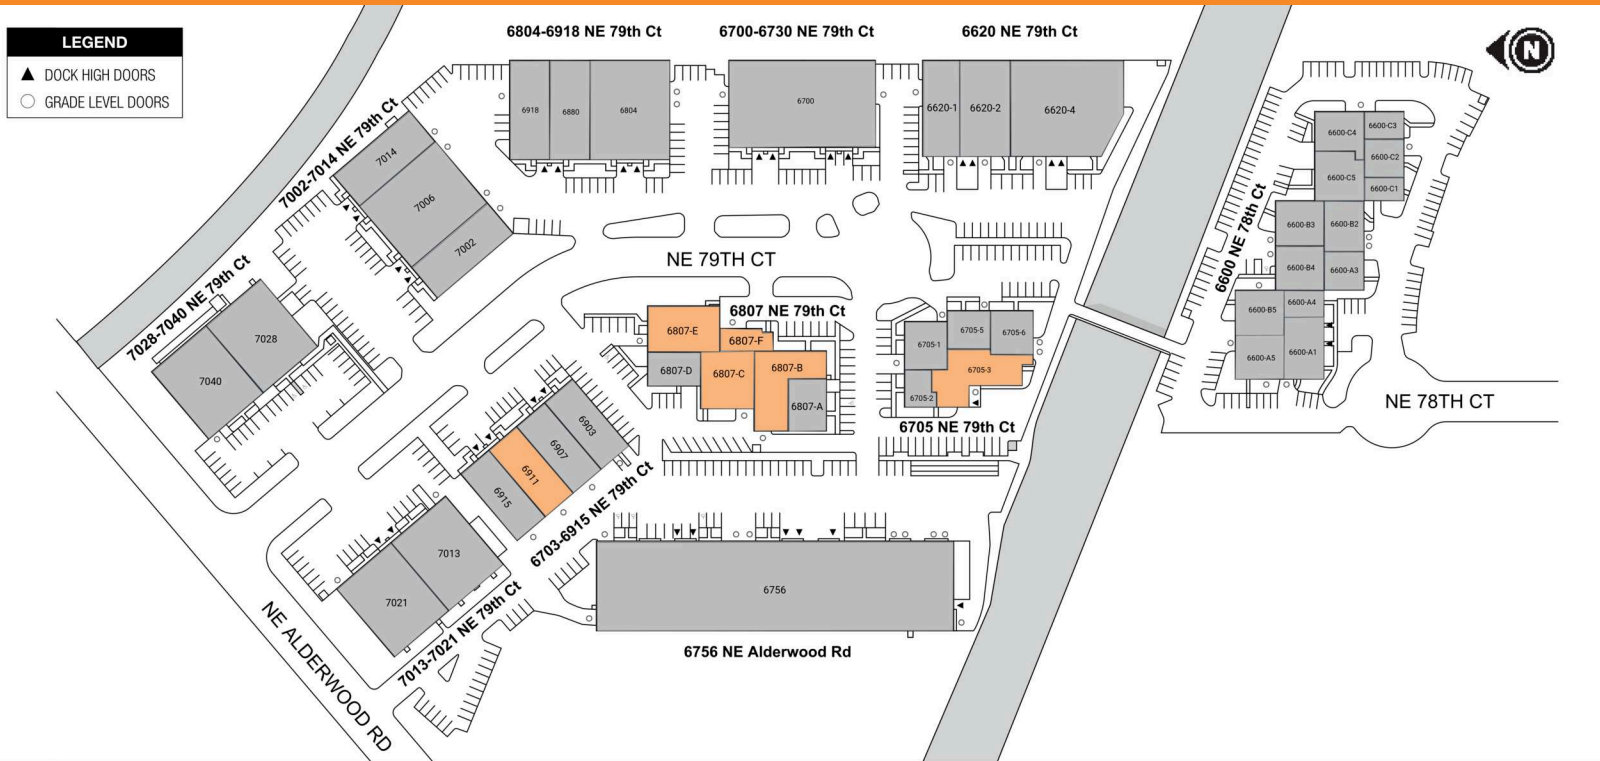 LEGEND
DOCK HIGH DOORS
GRADE LEVEL DOORS
6804-6918 NE 79th Ct
6700-6730 NE 79th Ct
6620 NE 79th Ct
N
6918
6880
6804
6700
6620-1
6620-2
6620-4
7002-7014 NE 79th Ct
7014
7006
7002
6600 NE 78th Ct
6600-C4
6600-C3
6600-C2
6600-C5
6600-C1
6600-B3
6600-B2
6600-B4
6600-A3
6600-B5
6600-A4
6600-A5
6600-A1
NE 78TH CT
NE 79TH CT
7028-7040 NE 79th Ct
7028
7040
6807 NE 79th Ct
6807-E
6807-F
6807-D
6807-C
6807-B
6807-A
6705-1
6705-5
6705-6
6705-3
6705-2
6705 NE 79th Ct
6903
6907
6911
6915
6703-6915 NE 79th Ct
7013
7021
7013-7021 NE 79th Ct
6756
6756 NE Alderwood Rd
NE ALDERWOOD RD